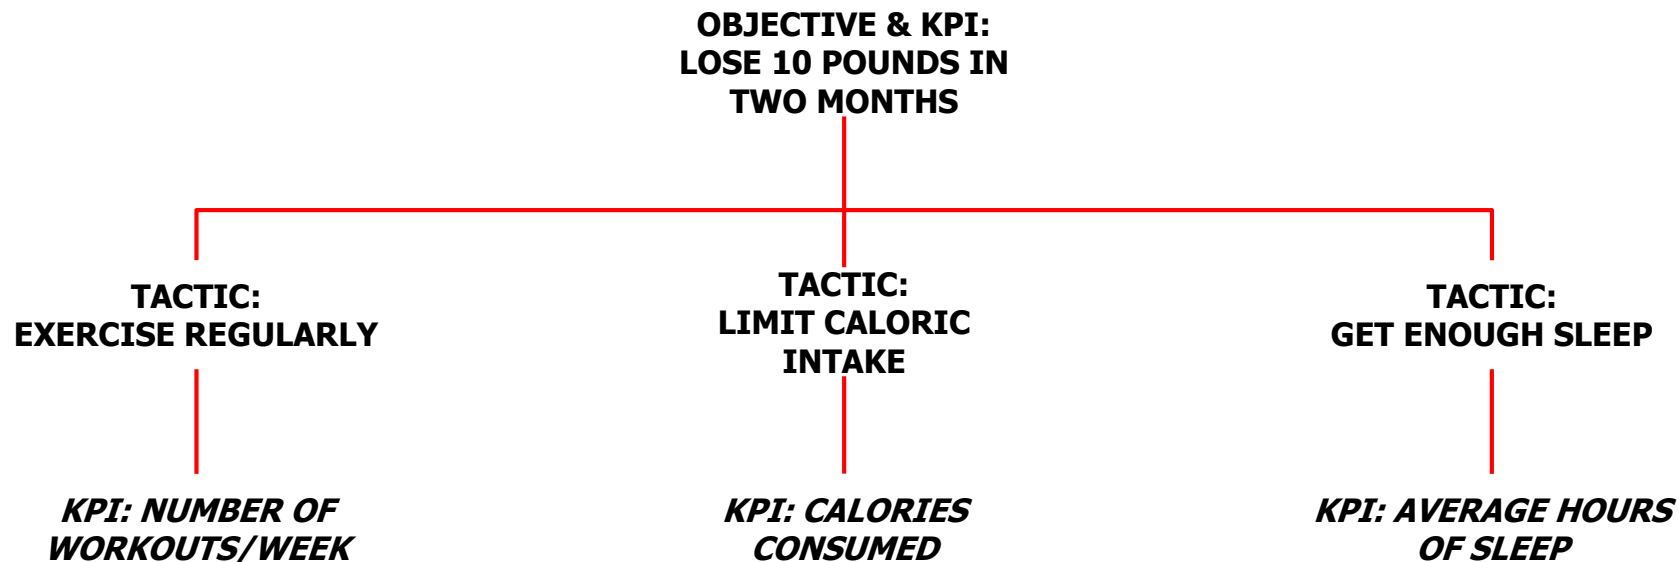 OBJECTIVE & KPI:
LOSE 10 POUNDS IN
TWO MONTHS
TACTIC:
EXERCISE REGULARLY
TACTIC:
LIMIT CALORIC
INTAKE
TACTIC:
GET ENOUGH SLEEP
KPI: NUMBER OF
WORKOUTS/WEEK
KPI: CALORIES
CONSUMED
KPI: AVERAGE HOURS
OF SLEEP